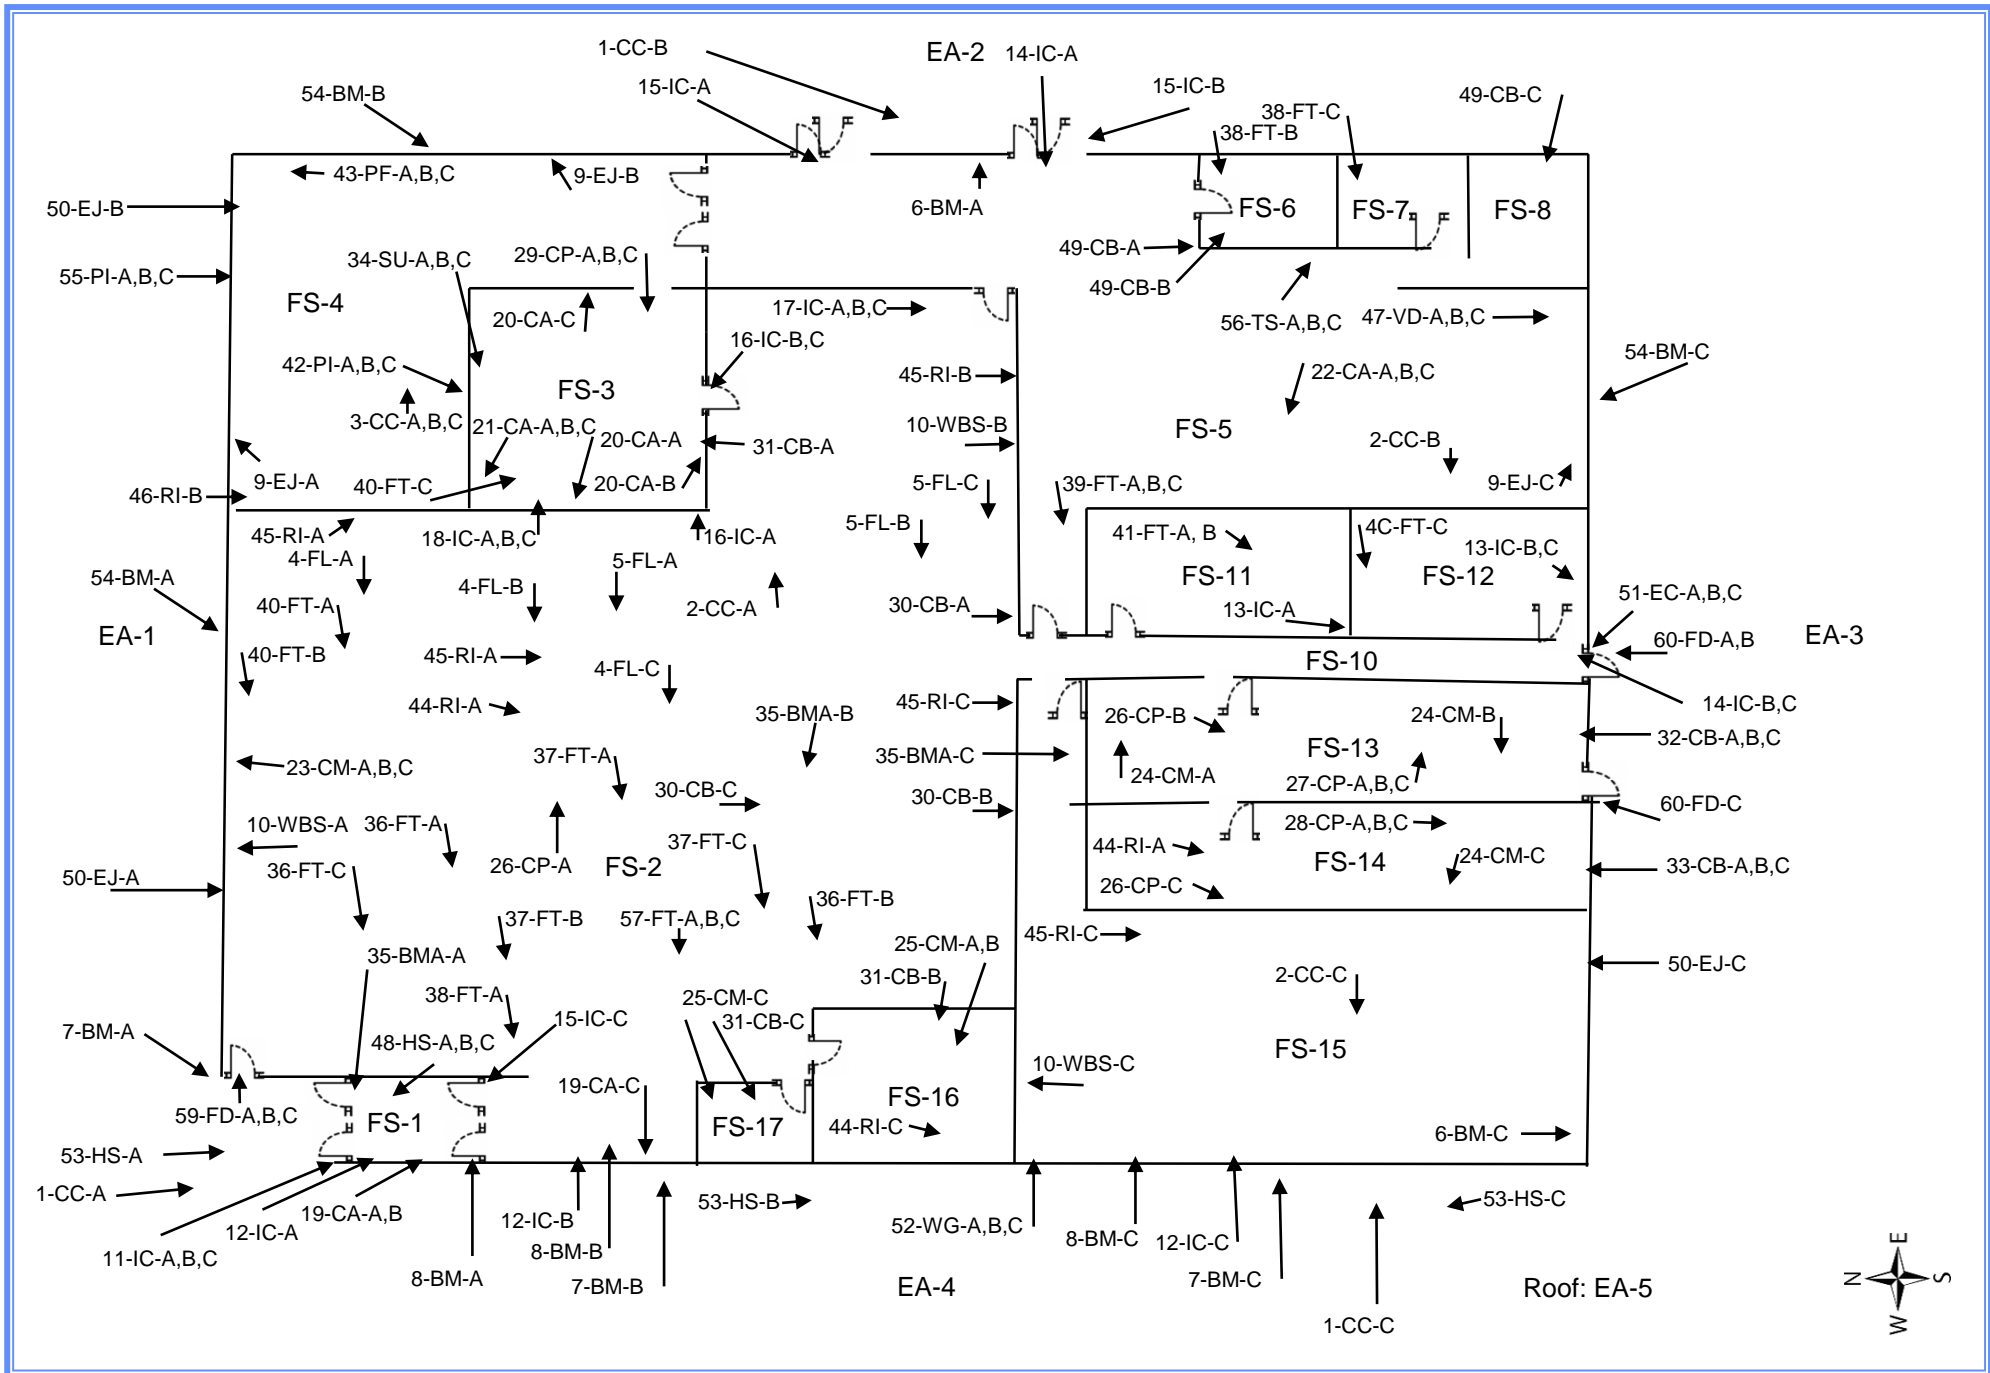 1-CC-B
EA-2
14-IC-A
15-IC-A
15-IC-B
54-BM-B
49-CB-C
38-FT-C
38-FT-B
43-PF-A,B,C
9-EJ-B
50-EJ-B
6-BM-A
FS-6
FS-7
FS-8
49-CB-A
34-SU-A,B,C
29-CP-A,B,C
55-PI-A,B,C
49-CB-B
FS-4
17-IC-A,B,C
20-CA-C
56-TS-A,B,C
47-VD-A,B,C
16-IC-B,C
54-BM-C
42-PI-A,B,C
45-RI-B
22-CA-A,B,C
FS-3
3-CC-A,B,C
21-CA-A,B,C
20-CA-A
31-CB-A
10-WBS-B
FS-5
2-CC-B
9-EJ-A
40-FT-C
20-CA-B
5-FL-C
39-FT-A,B,C
9-EJ-C
46-RI-B
45-RI-A
18-IC-A,B,C
16-IC-A
5-FL-B
41-FT-A, B
4C-FT-C
13-IC-B,C
4-FL-A
5-FL-A
54-BM-A
4-FL-B
FS-11
FS-12
40-FT-A
2-CC-A
30-CB-A
13-IC-A
51-EC-A,B,C
EA-1
EA-3
60-FD-A,B
40-FT-B
45-RI-A
4-FL-C
FS-10
44-RI-A
45-RI-C
14-IC-B,C
35-BMA-B
26-CP-B
24-CM-B
32-CB-A,B,C
35-BMA-C
FS-13
37-FT-A
23-CM-A,B,C
24-CM-A
27-CP-A,B,C
30-CB-C
30-CB-B
60-FD-C
10-WBS-A
36-FT-A
28-CP-A,B,C
37-FT-C
44-RI-A
26-CP-A
FS-2
FS-14
24-CM-C
33-CB-A,B,C
50-EJ-A
36-FT-C
26-CP-C
36-FT-B
37-FT-B
57-FT-A,B,C
45-RI-C
25-CM-A,B
35-BMA-A
50-EJ-C
31-CB-B
2-CC-C
38-FT-A
25-CM-C
15-IC-C
31-CB-C
7-BM-A
48-HS-A,B,C
FS-15
10-WBS-C
19-CA-C
FS-16
59-FD-A,B,C
FS-1
FS-17
44-RI-C
6-BM-C
53-HS-A
1-CC-A
53-HS-B
53-HS-C
19-CA-A,B
12-IC-A
12-IC-B
52-WG-A,B,C
8-BM-C
12-IC-C
11-IC-A,B,C
8-BM-B
8-BM-A
7-BM-B
EA-4
7-BM-C
Roof: EA-5
1-CC-C
E
N
S
W